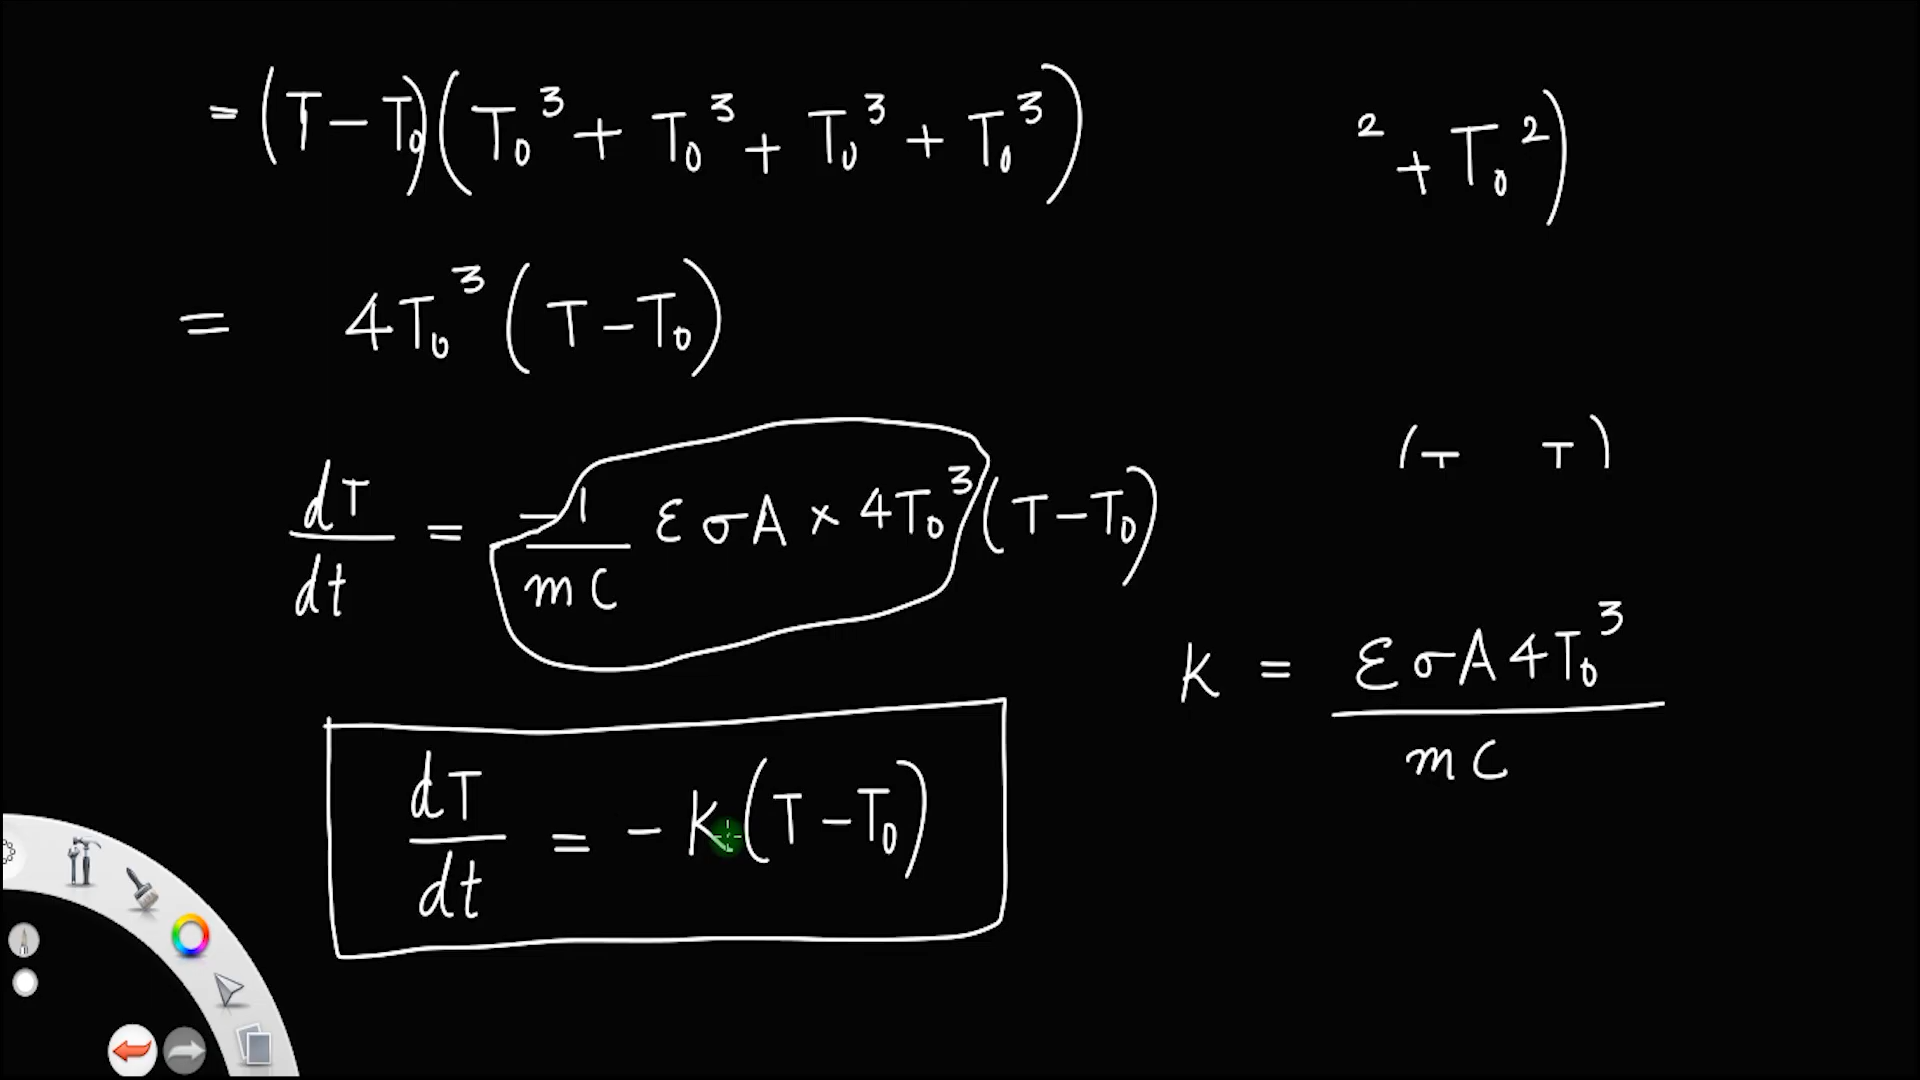 = (T – T₀)(T₀³ + T₀³ + T₀³ + T₀³)
² + T₀²)
= 4T₀³ (T – T₀)
dT/dt = –1/mC εσA × 4T₀³ (T – T₀)
K = εσA4T₀³/mC
dT/dt = – K(T – T₀)